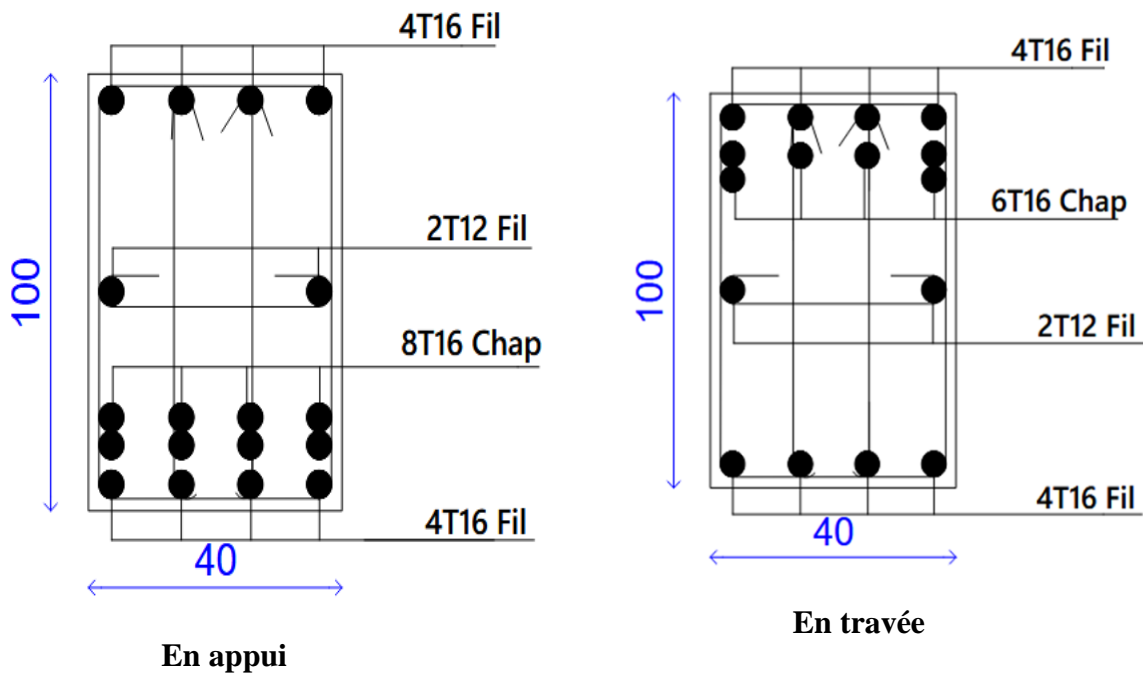 4T16 Fil
2T12 Fil
8T16 Chap
4T16 Fil
100
40
En appui
4T16 Fil
6T16 Chap
2T12 Fil
4T16 Fil
100
40
En travée